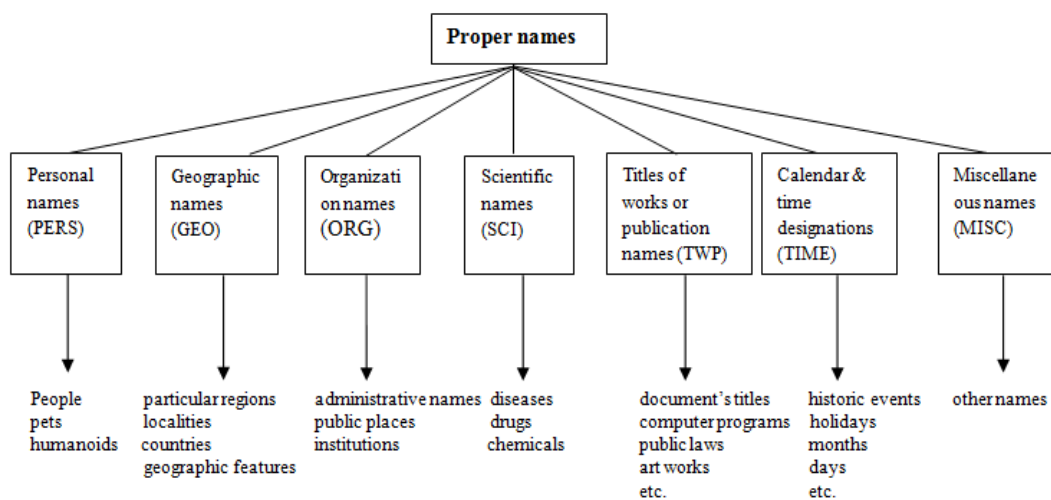 Proper names
Personal
names
(PERS)
Geographic
names
(GEO)
Organizati
on names
(ORG)
Scientific
names
(SCI)
Titles of
works or
publication
names (TWP)
Calendar &
time
designations
(TIME)
Miscellane
ous names
(MISC)
People
pets
humanoids
particular regions
localities
countries
geographic features
administrative names
public places
institutions
diseases
drugs
chemicals
document's titles
computer programs
public laws
art works
etc.
historic events
holidays
months
days
etc.
other names